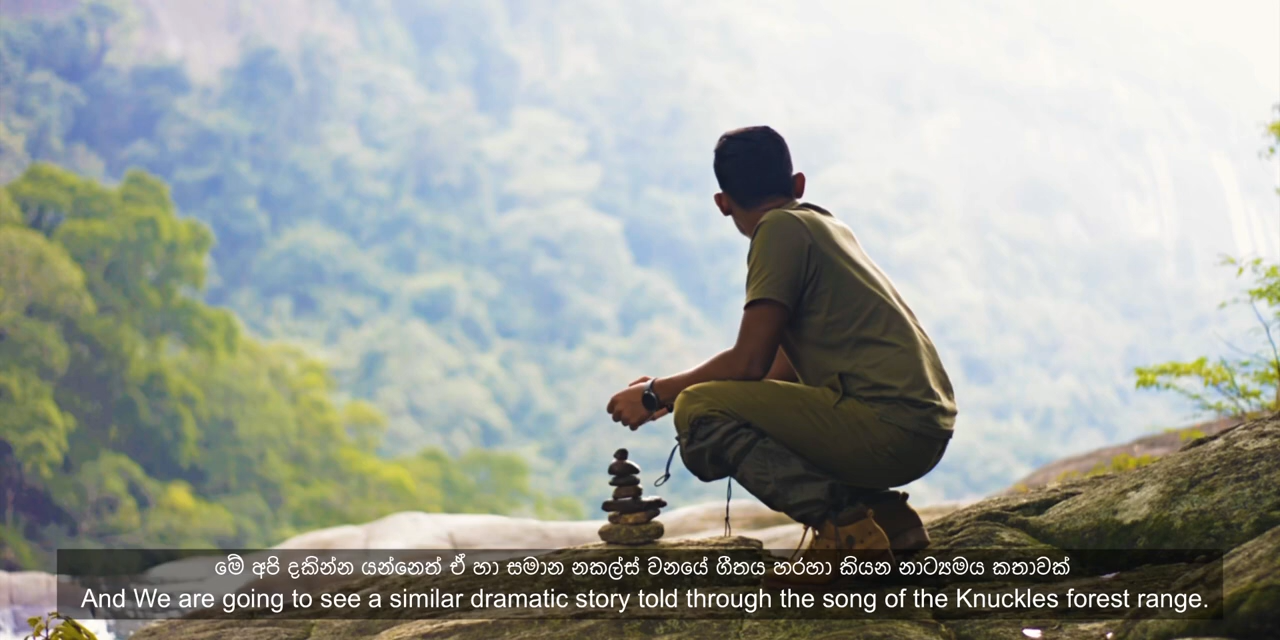 මේ අපි දකින්න යන්නෙත් ඒ හා සමාන නකල්ස් වනයේ ගීතය හරහා කියන නාට්‍යමය කතාවක්
And We are going to see a similar dramatic story told through the song of the Knuckles forest range.